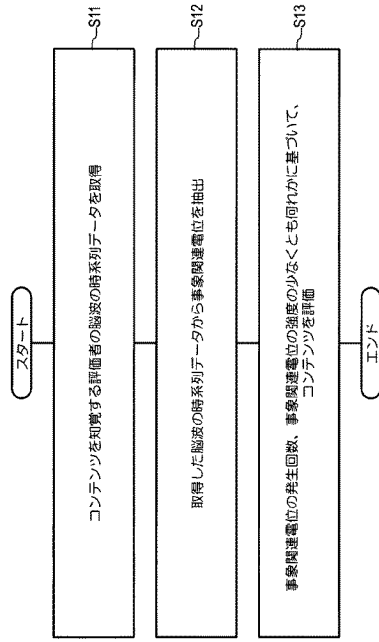 スタート
コンテンツを知覚する評価者の脳波の時系列データを取得
S11
取得した脳波の時系列データから事象関連電位を抽出
S12
事象関連電位の発生回数、事象関連電位の強度の少なくとも何れかに基づいて、
コンテンツを評価
S13
エンド